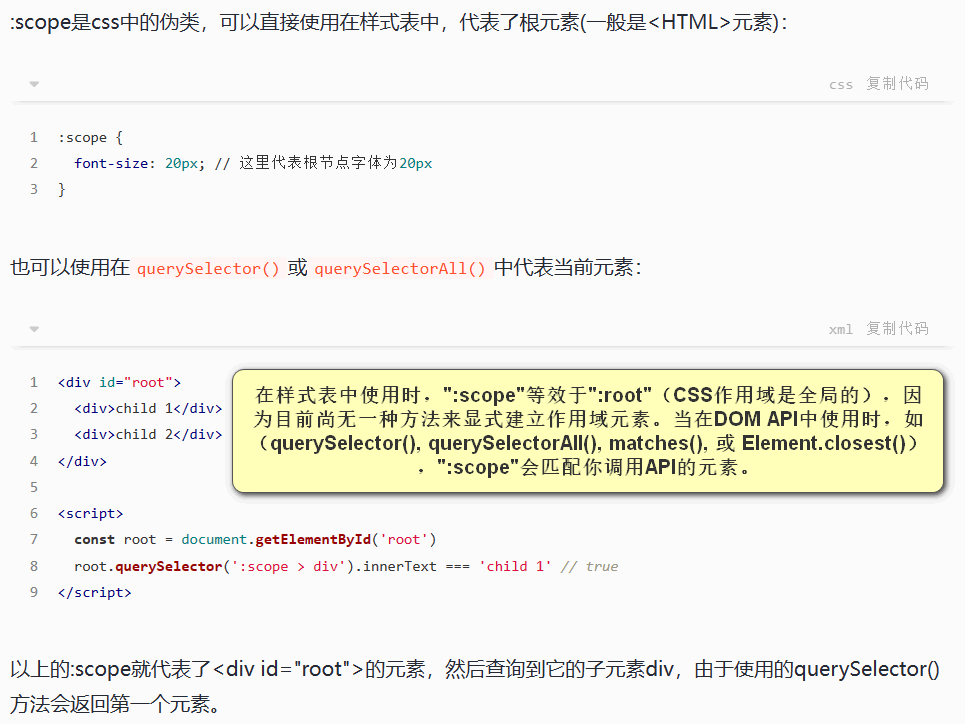 :scope是css中的伪类，可以直接使用在样式表中，代表了根元素(一般是<HTML>元素)：
css 复制代码
1 :scope {
2 font-size: 20px; // 这里代表根节点字体为20px
3 }
也可以使用在 querySelector() 或 querySelectorAll() 中代表当前元素：
xml 复制代码
1 <div id="root">
2 <div>child 1</div>
3 <div>child 2</div>
4 </div>
5
6 <script>
7 const root = document.getElementById('root')
8 root.querySelector(':scope > div').innerText === 'child 1' // true
9 </script>
在样式表中使用时，":scope"等效于":root"（CSS作用域是全局的），因
为目前尚无一种方法来显式建立作用域元素。当在DOM API中使用时，如
（querySelector(), querySelectorAll(), matches(), 或 Element.closest()）
，":scope"会匹配你调用API的元素。
以上的:scope就代表了<div id="root">的元素，然后查询到它的子元素div，由于使用的querySelector()
方法会返回第一个元素。